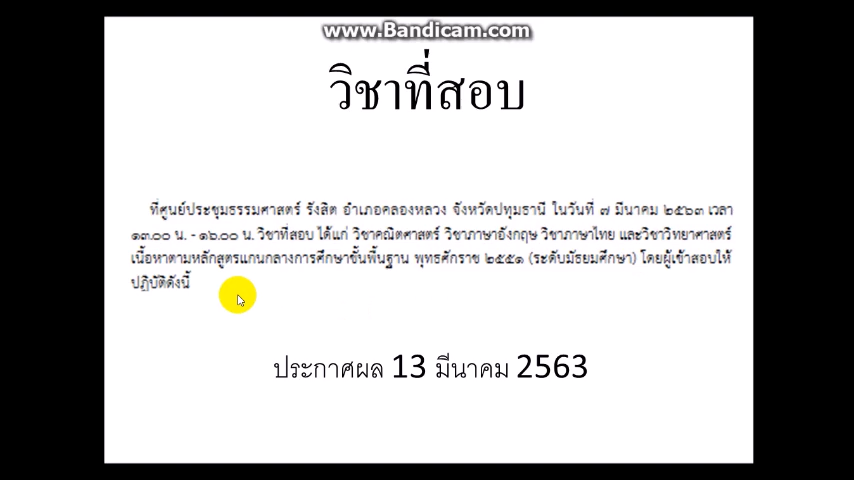 www.Bandicam.com
วิชาที่สอบ
ที่ศูนย์ประชุมธรรมศาสตร์ รังสิต อำเภอคลองหลวง จังหวัดปทุมธานี ในวันที่ ๗ มีนาคม ๒๕๖๓ เวลา
๑๓.๐๐ น. - ๑๖.๐๐ น. วิชาที่สอบ ได้แก่ วิชาคณิตศาสตร์ วิชาภาษาอังกฤษ วิชาภาษาไทย และวิชาวิทยาศาสตร์
เนื้อหาตามหลักสูตรแกนกลางการศึกษาขั้นพื้นฐาน พุทธศักราช ๒๕๕๑ (ระดับมัธยมศึกษา) โดยผู้เข้าสอบให้
ปฏิบัติดังนี้
ประกาศผล 13 มีนาคม 2563